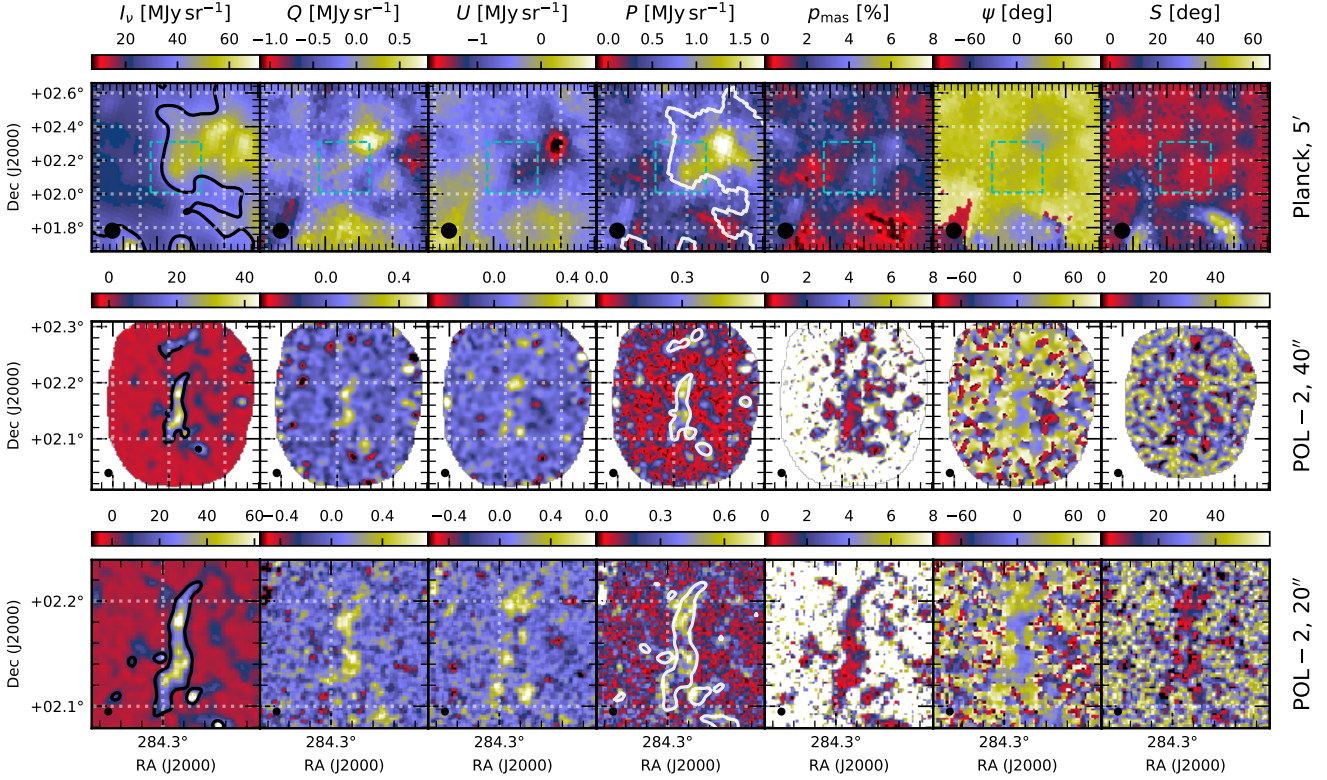 I_ν [MJy sr⁻¹] Q [MJy sr⁻¹] U [MJy sr⁻¹] P [MJy sr⁻¹] p_mas [%] ψ [deg] S [deg]
20 40 60 −1.0 −0.5 0.0 0.5 −1 0 0.0 0.5 1.0 1.5 0 2 4 6 8 −60 0 60 0 20 40 60
+02.6°
+02.4°
+02.2°
+02.0°
+01.8°
Dec (J2000)
Planck, 5′
0 20 40 0.0 0.4 0.0 0.4 0.0 0.3 0 2 4 6 8 −60 0 60 0 20 40
+02.3°
+02.2°
+02.1°
Dec (J2000)
POL − 2, 40″
0 20 40 60 −0.4 0.0 0.4 −0.4 0.0 0.4 0.0 0.3 0.6 0 2 4 6 8 −60 0 60 0 20 40
+02.2°
+02.1°
Dec (J2000)
POL − 2, 20″
284.3° 284.3° 284.3° 284.3° 284.3° 284.3° 284.3°
RA (J2000) RA (J2000) RA (J2000) RA (J2000) RA (J2000) RA (J2000) RA (J2000)